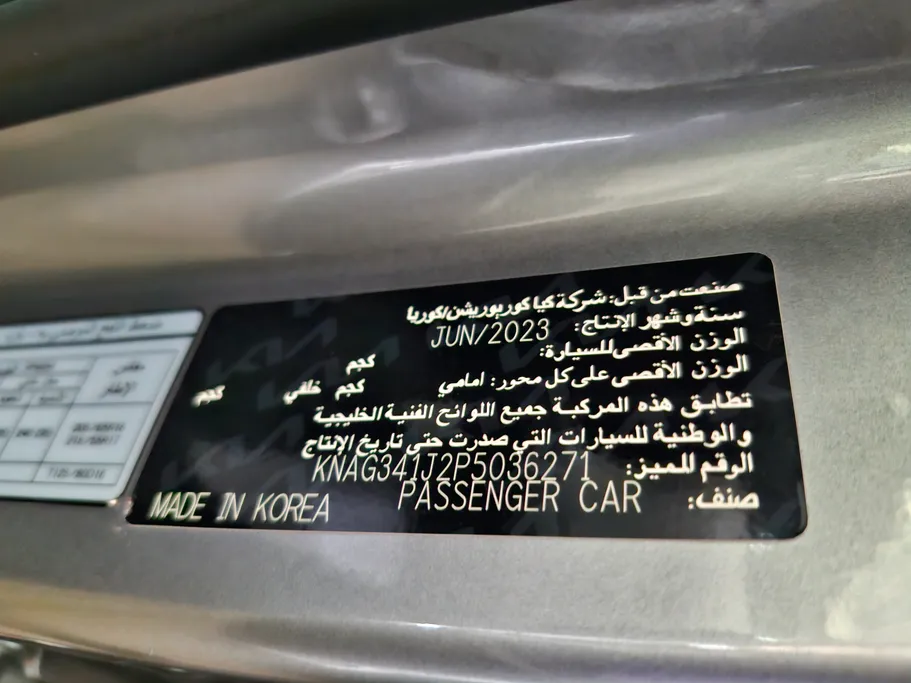 صنعت من قبل: شركة كيا كوربوريشن/كوريا
سنة وشهر الإنتاج: JUN/2023
الوزن الأقصى للسيارة: كجم
الوزن الأقصى على كل محور: امامي كجم خلفي كجم
تطابق هذه المركبة جميع اللوائح الفنية الخليجية
والوطنية للسيارات التي صدرت حتى تاريخ الإنتاج
الرقم المميز: KNAG341J2P5036271
صنف: PASSENGER CAR
MADE IN KOREA